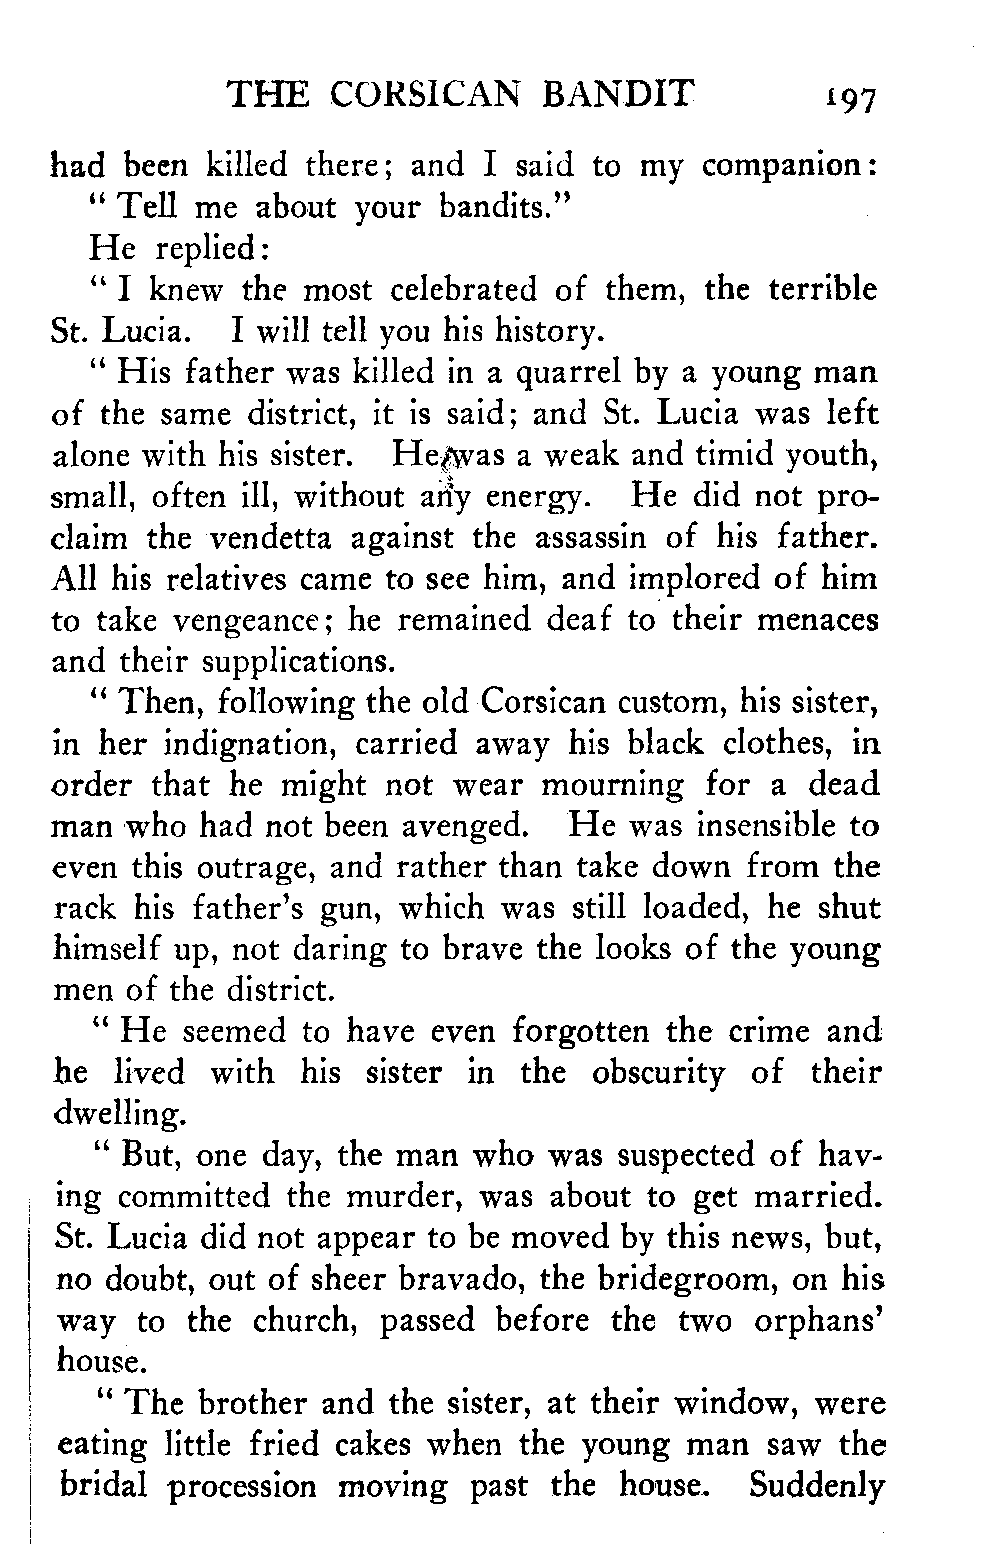 THE CORSICAN BANDIT 197
had been killed there; and I said to my companion:
" Tell me about your bandits."
He replied:
" I knew the most celebrated of them, the terrible
St. Lucia. I will tell you his history.
" His father was killed in a quarrel by a young man
of the same district, it is said; and St. Lucia was left
alone with his sister. He was a weak and timid youth,
small, often ill, without any energy. He did not pro-
claim the vendetta against the assassin of his father.
All his relatives came to see him, and implored of him
to take vengeance; he remained deaf to their menaces
and their supplications.
" Then, following the old Corsican custom, his sister,
in her indignation, carried away his black clothes, in
order that he might not wear mourning for a dead
man who had not been avenged. He was insensible to
even this outrage, and rather than take down from the
rack his father's gun, which was still loaded, he shut
himself up, not daring to brave the looks of the young
men of the district.
" He seemed to have even forgotten the crime and
he lived with his sister in the obscurity of their
dwelling.
" But, one day, the man who was suspected of hav-
ing committed the murder, was about to get married.
St. Lucia did not appear to be moved by this news, but,
no doubt, out of sheer bravado, the bridegroom, on his
way to the church, passed before the two orphans'
house.
" The brother and the sister, at their window, were
eating little fried cakes when the young man saw the
bridal procession moving past the house. Suddenly